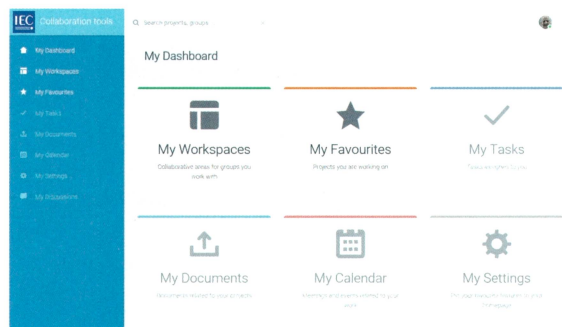 IEC Collaboration tools
Search projects, groups
My Dashboard
My Workspaces
My Favourites
My Tasks
My Documents
My Calendar
My Settings
My Discussions
My Dashboard
My Workspaces
Collaborative areas for groups you
work with
My Favourites
Projects you are working on
My Tasks
My Documents
My Calendar
My Settings